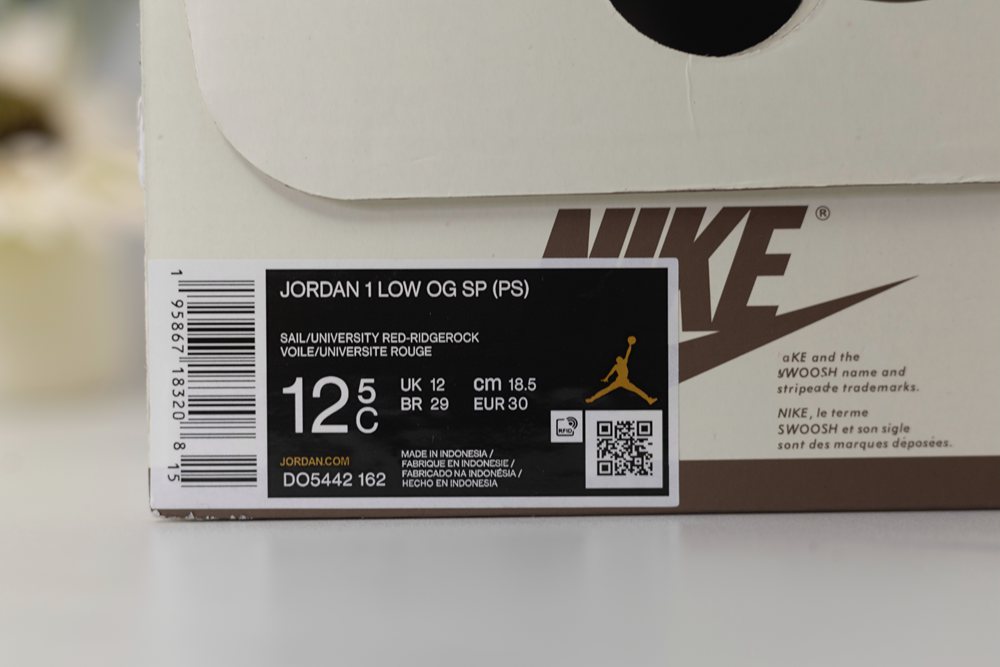 NIKE®
1 95867 18320 8 15
JORDAN 1 LOW OG SP (PS)
SAIL/UNIVERSITY RED-RIDGEROCK
VOILE/UNIVERSITE ROUGE
12 5 C
UK 12 cm 18.5
BR 29 EUR 30
RFID
JORDAN.COM
DO5442 162
MADE IN INDONESIA /
FABRIQUE EN INDONESIE /
FABRICADO NA INDONÉSIA /
HECHO EN INDONESIA
aKE and the
SWOOSH name and
stripeade trademarks.
NIKE, le terme
SWOOSH et son sigle
sont des marques déposées.